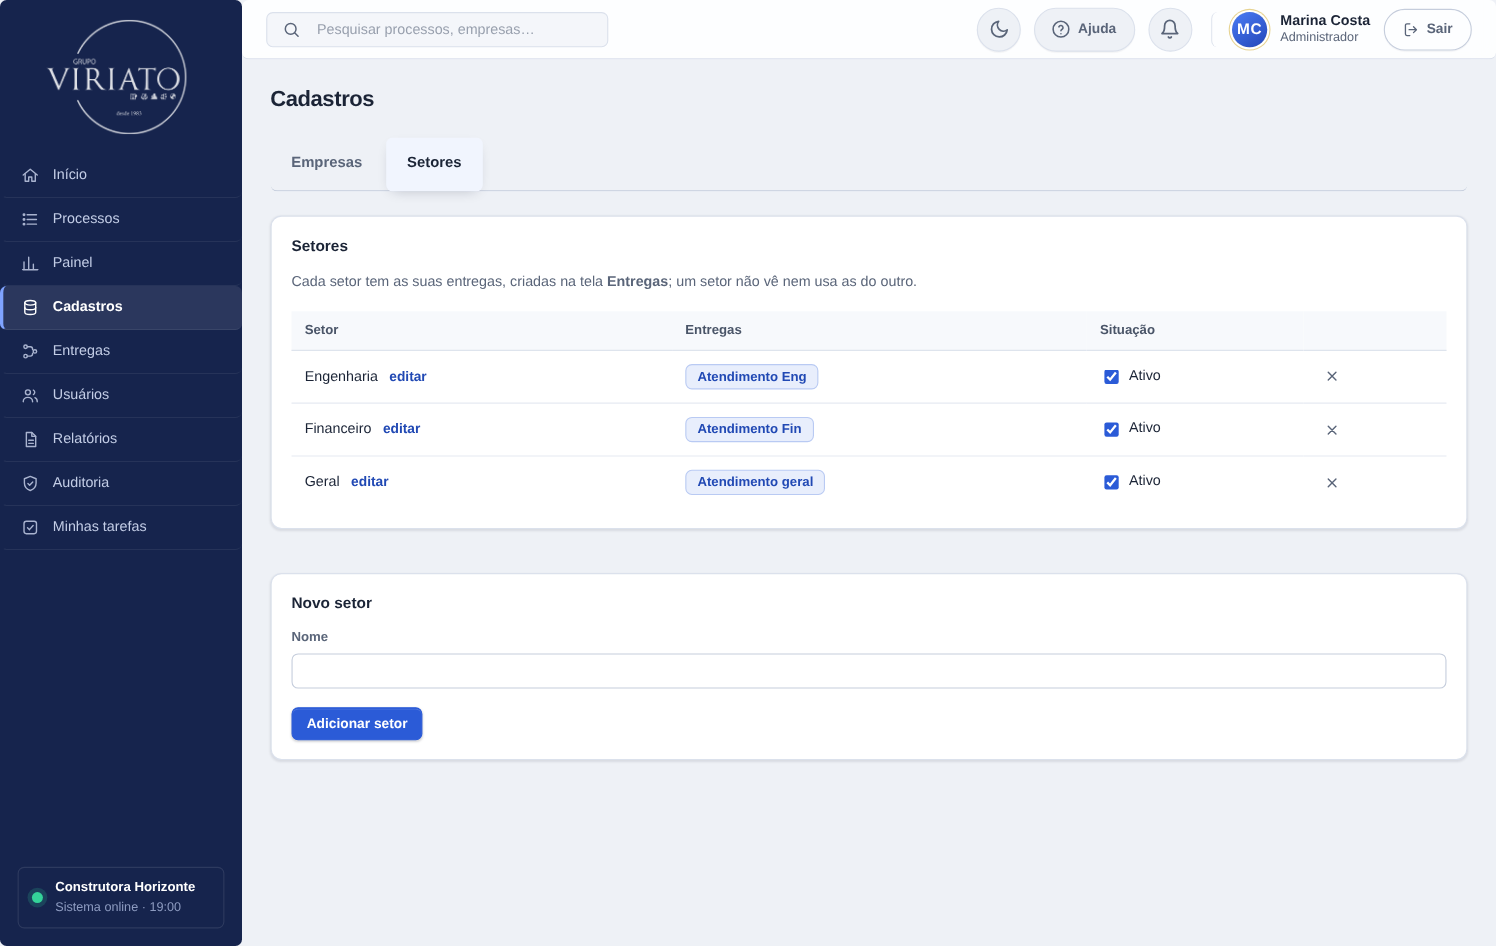 GRUPO
VIRIATO
desde 1983
Início
Processos
Painel
Cadastros
Entregas
Usuários
Relatórios
Auditoria
Minhas tarefas
Construtora Horizonte
Sistema online · 19:00
Pesquisar processos, empresas…
Ajuda
MC
Marina Costa
Administrador
Sair
Cadastros
Empresas
Setores
Setores
Cada setor tem as suas entregas, criadas na tela Entregas; um setor não vê nem usa as do outro.
Setor Entregas Situação
Engenharia editar Atendimento Eng Ativo
Financeiro editar Atendimento Fin Ativo
Geral editar Atendimento geral Ativo
Novo setor
Nome
Adicionar setor